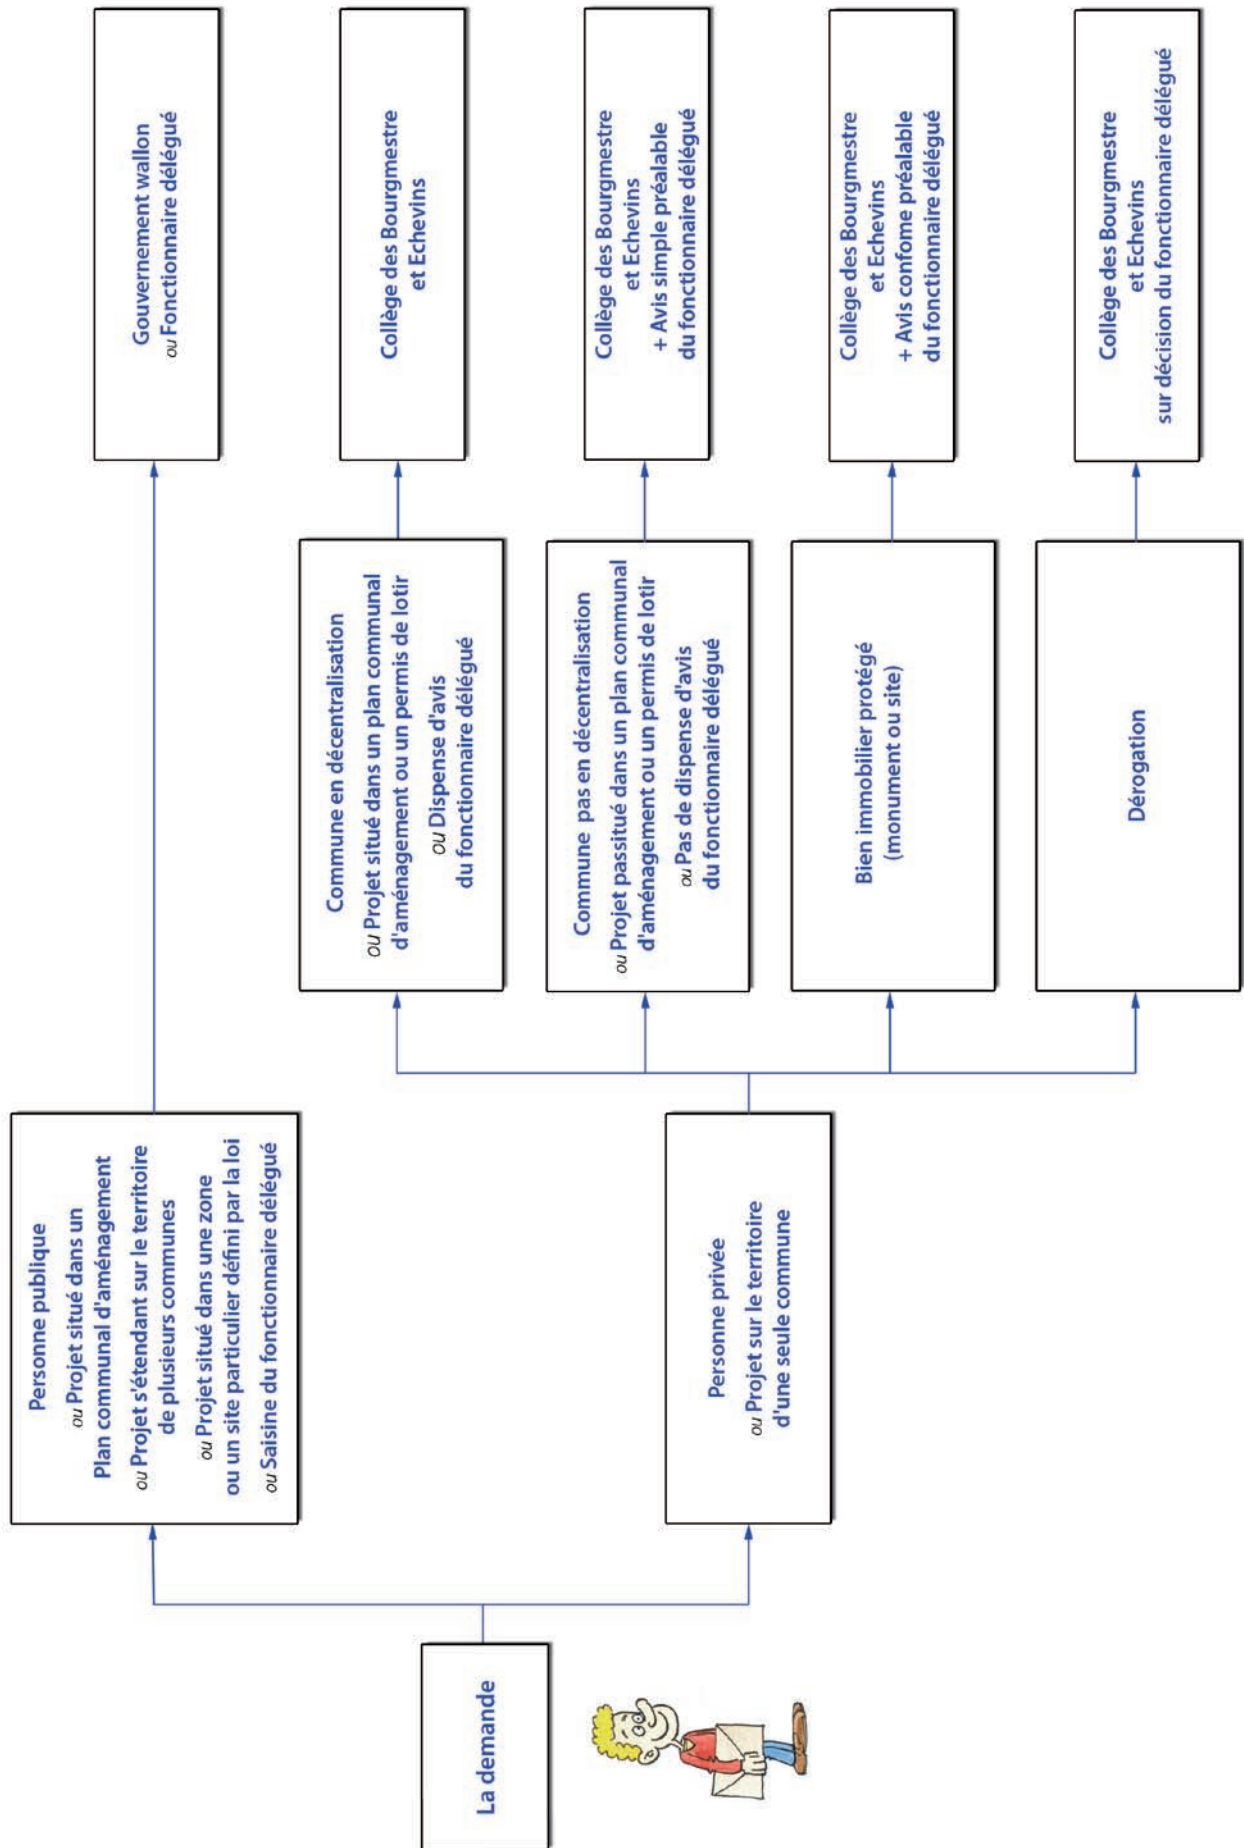 La demande
Personne publique
ou Projet situé dans un
Plan communal d'aménagement
ou Projet s'étendant sur le territoire
de plusieurs communes
ou Projet situé dans une zone
ou un site particulier défini par la loi
ou Saisine du fonctionnaire délégué
Gouvernement wallon
ou Fonctionnaire délégué
Personne privée
ou Projet sur le territoire
d'une seule commune
Commune en décentralisation
ou Projet situé dans un plan communal
d'aménagement ou un permis de lotir
ou Dispense d'avis
du fonctionnaire délégué
Collège des Bourgmestre
et Echevins
Commune pas en décentralisation
ou Projet passitué dans un plan communal
d'aménagement ou un permis de lotir
ou Pas de dispense d'avis
du fonctionnaire délégué
Collège des Bourgmestre
et Echevins
+ Avis simple préalable
du fonctionnaire délégué
Bien immobilier protégé
(monument ou site)
Collège des Bourgmestre
et Echevins
+ Avis confome préalable
du fonctionnaire délégué
Dérogation
Collège des Bourgmestre
et Echevins
sur décision du fonctionnaire délégué